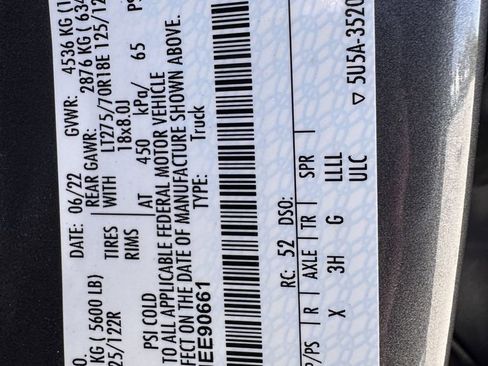 O. DATE: 06/22 GVWR: 4536 KG
KG ( 5600 LB) REAR GAWR: 2876 KG ( 634
25/122R TIRES WITH LT275/70R18E 125/12
RIMS 18x8.0J
PSI COLD AT 450 kPa/ 65 PS
TO ALL APPLICABLE FEDERAL MOTOR VEHICLE
FECT ON THE DATE OF MANUFACTURE SHOWN ABOVE.
EE90661 TYPE: Truck
RC: 52 DSO:
P/PS R AXLE TR SPR
X 3H G LLLL
ULC
▽ 5U5A-3520